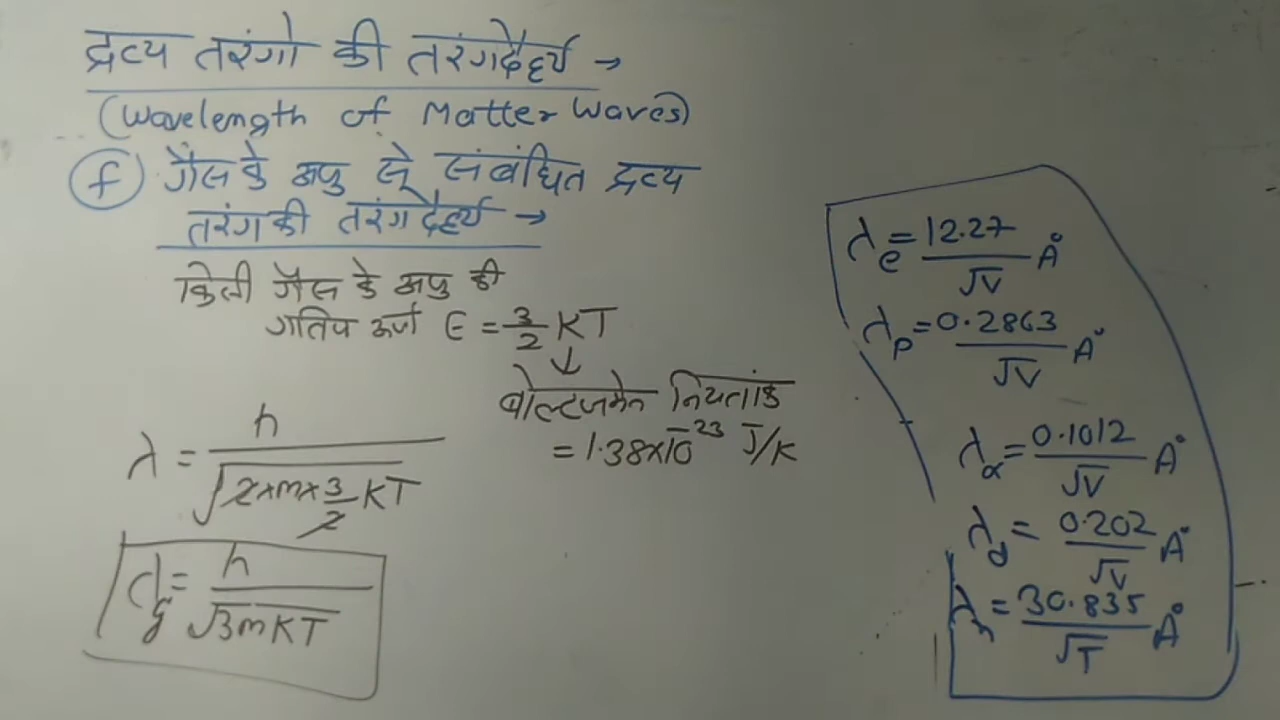 द्रव्य तरंगो की तरंगदैर्ध्य →
(Wavelength of Matter Waves)
(f) गैस के अणु से संबंधित द्रव्य
तरंग की तरंगदैर्ध्य →
किसी गैस के अणु की
गतिज ऊर्जा E = 3/2 KT
↓
बोल्टजमेन नियतांक
= 1.38×10⁻²³ J/K
λ = h / √(2×m×3/2 KT)
λg = h / √(3mKT)
λe = 12.27/√V Å
λp = 0.2863/√V Å
λα = 0.1012/√V Å
λd = 0.202/√V Å
λn = 30.835/√T Å